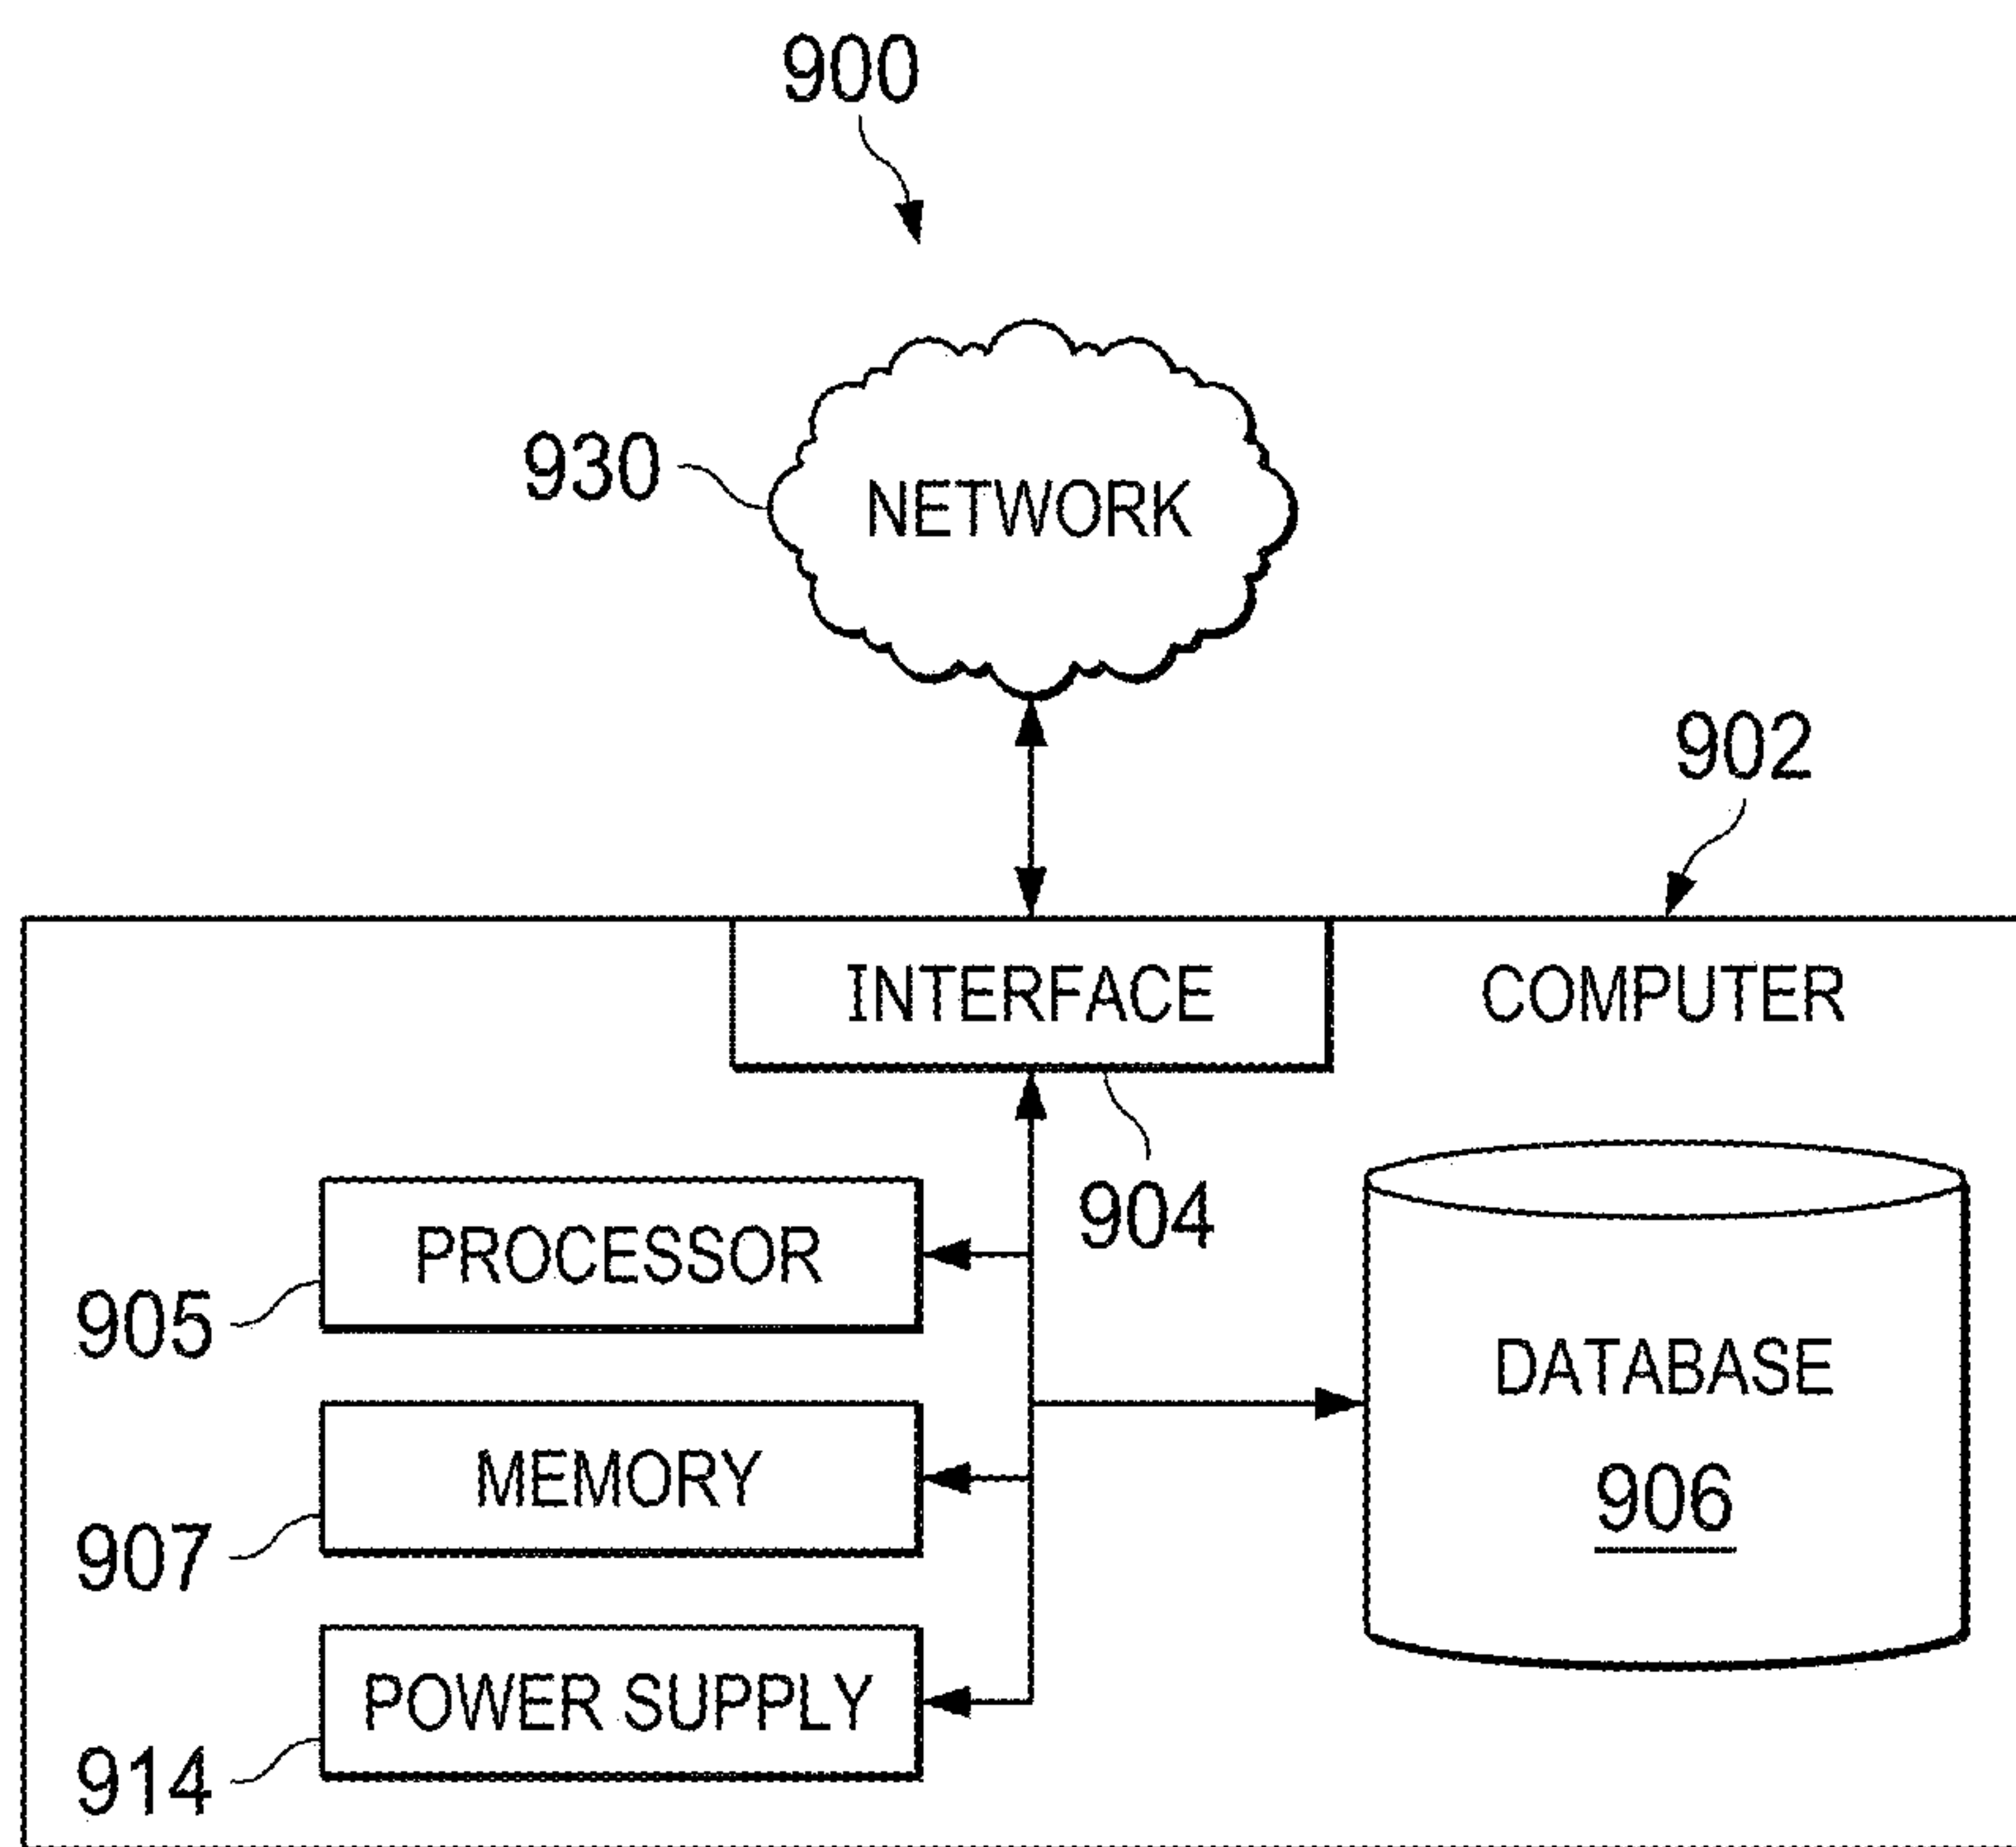 900
930
NETWORK
902
INTERFACE
COMPUTER
904
PROCESSOR
905
DATABASE
906
MEMORY
907
POWER SUPPLY
914